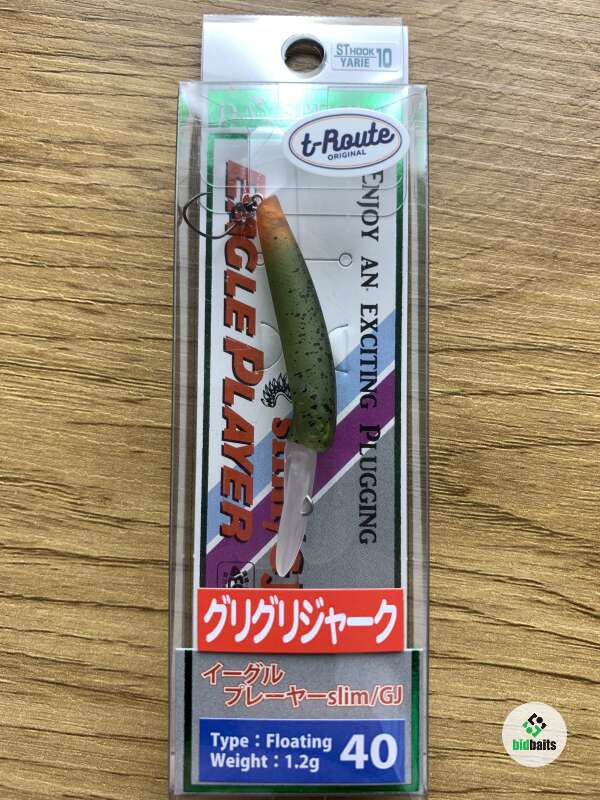 ST HOOK
YARIE 10
t-Route
ORIGINAL
ENJOY AN EXCITING PLUGGING
EAGLE PLAYER
グリグリジャーク
イーグル
プレーヤーslim/GJ
Type：Floating
Weight：1.2g
40
bidbaits